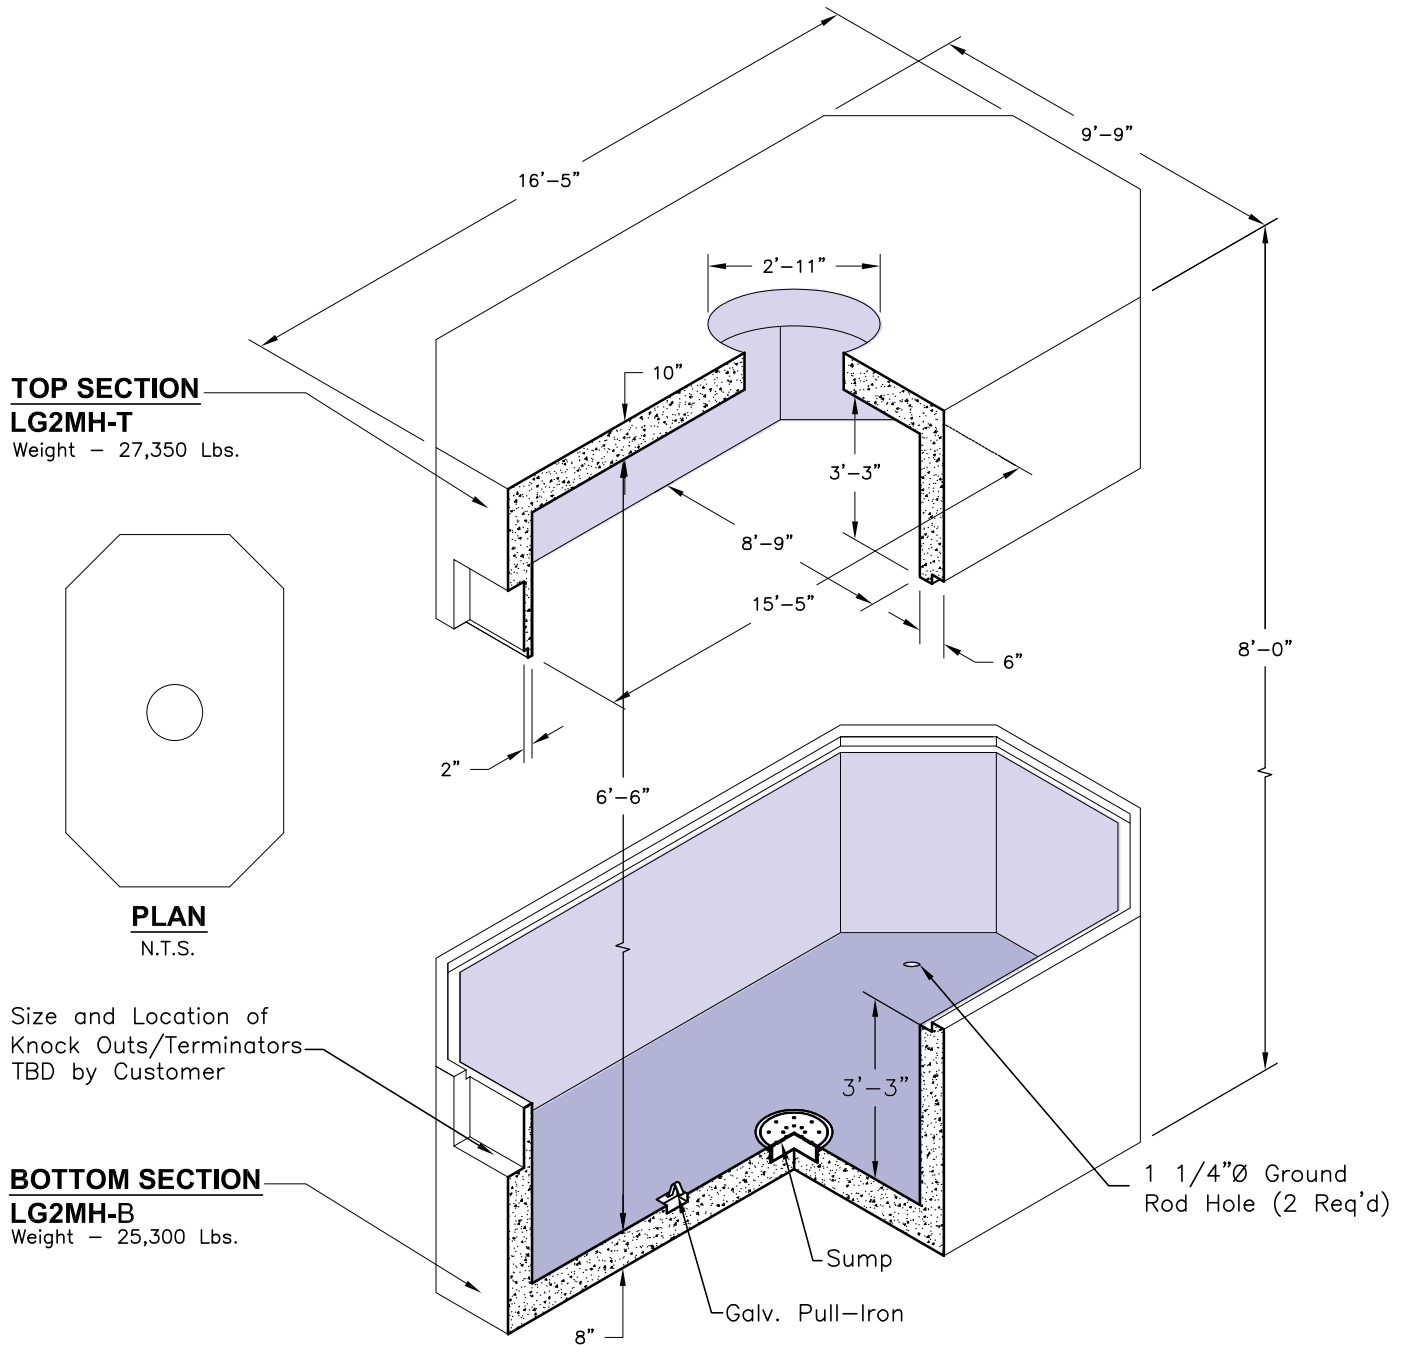 9'-9"
16'-5"
2'-11"
TOP SECTION
LG2MH-T
Weight - 27,350 Lbs.
10"
3'-3"
8'-9"
15'-5"
6"
8'-0"
2"
6'-6"
PLAN
N.T.S.
Size and Location of
Knock Outs/Terminators
TBD by Customer
3'-3"
BOTTOM SECTION
LG2MH-B
Weight - 25,300 Lbs.
1 1/4"Ø Ground
Rod Hole (2 Req'd)
Sump
Galv. Pull-Iron
8"